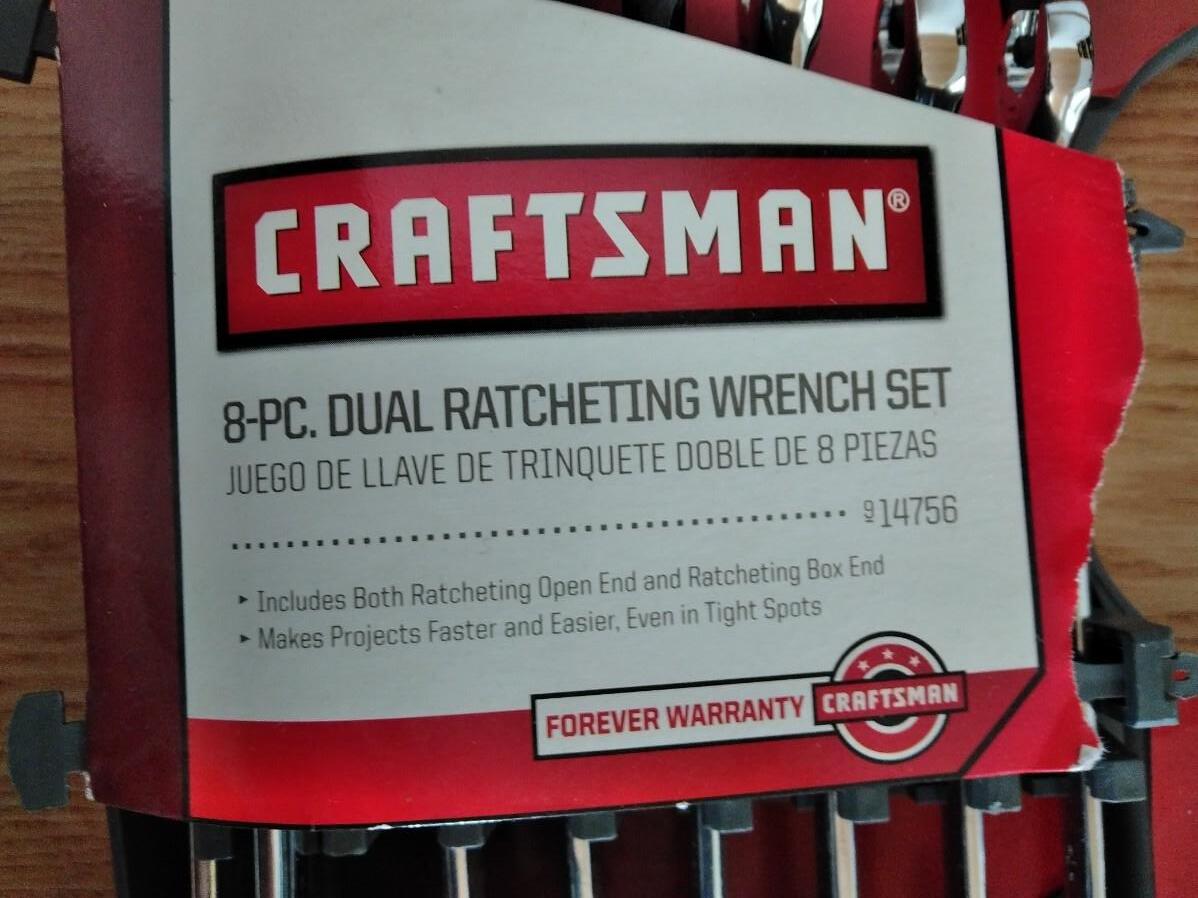 CRAFTSMAN®
8-PC. DUAL RATCHETING WRENCH SET
JUEGO DE LLAVE DE TRINQUETE DOBLE DE 8 PIEZAS
914756
▸ Includes Both Ratcheting Open End and Ratcheting Box End
▸ Makes Projects Faster and Easier, Even in Tight Spots
FOREVER WARRANTY CRAFTSMAN